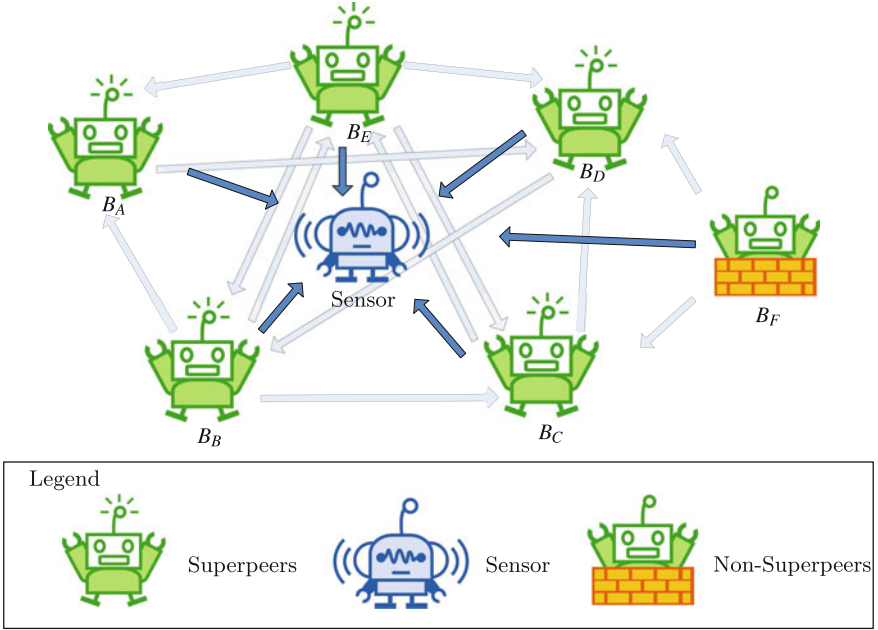 B_E
B_D
B_A
Sensor
B_F
B_B
B_C
Legend
Superpeers
Sensor
Non-Superpeers